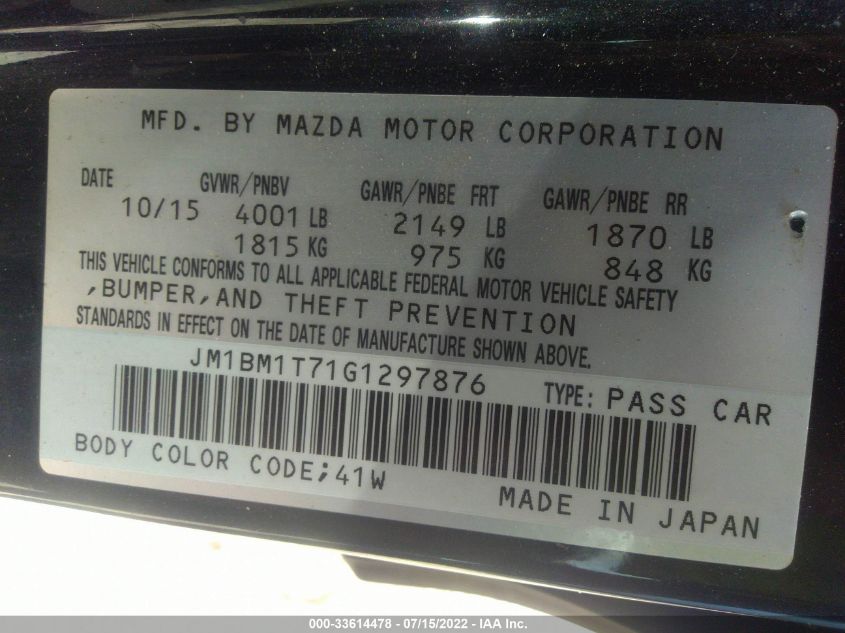 MFD. BY MAZDA MOTOR CORPORATION
DATE GVWR/PNBV GAWR/PNBE FRT GAWR/PNBE RR
10/15 4001 LB 2149 LB 1870 LB
1815 KG 975 KG 848 KG
THIS VEHICLE CONFORMS TO ALL APPLICABLE FEDERAL MOTOR VEHICLE SAFETY
,BUMPER,AND THEFT PREVENTION
STANDARDS IN EFFECT ON THE DATE OF MANUFACTURE SHOWN ABOVE.
JM1BM1T71G1297876 TYPE: PASS CAR
BODY COLOR CODE;41W
MADE IN JAPAN
000-33614478 - 07/15/2022 - IAA Inc.